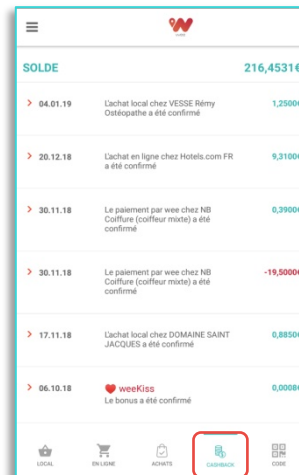 SOLDE 216,4531€
04.01.19 L'achat local chez VESSE Rémy 1,2500€
Ostéopathe a été confirmé
20.12.18 L'achat en ligne chez Hotels.com FR 9,3100€
a été confirmé
30.11.18 Le paiement par wee chez NB 0,3900€
Coiffure (coiffeur mixte) a été
confirmé
30.11.18 Le paiement par wee chez NB -19,5000€
Coiffure (coiffeur mixte) a été
confirmé
17.11.18 L'achat local chez DOMAINE SAINT 0,8850€
JACQUES a été confirmé
06.10.18 weeKiss 0,0008€
Le bonus a été confirmé
LOCAL EN LIGNE ACHATS CASHBACK CODE